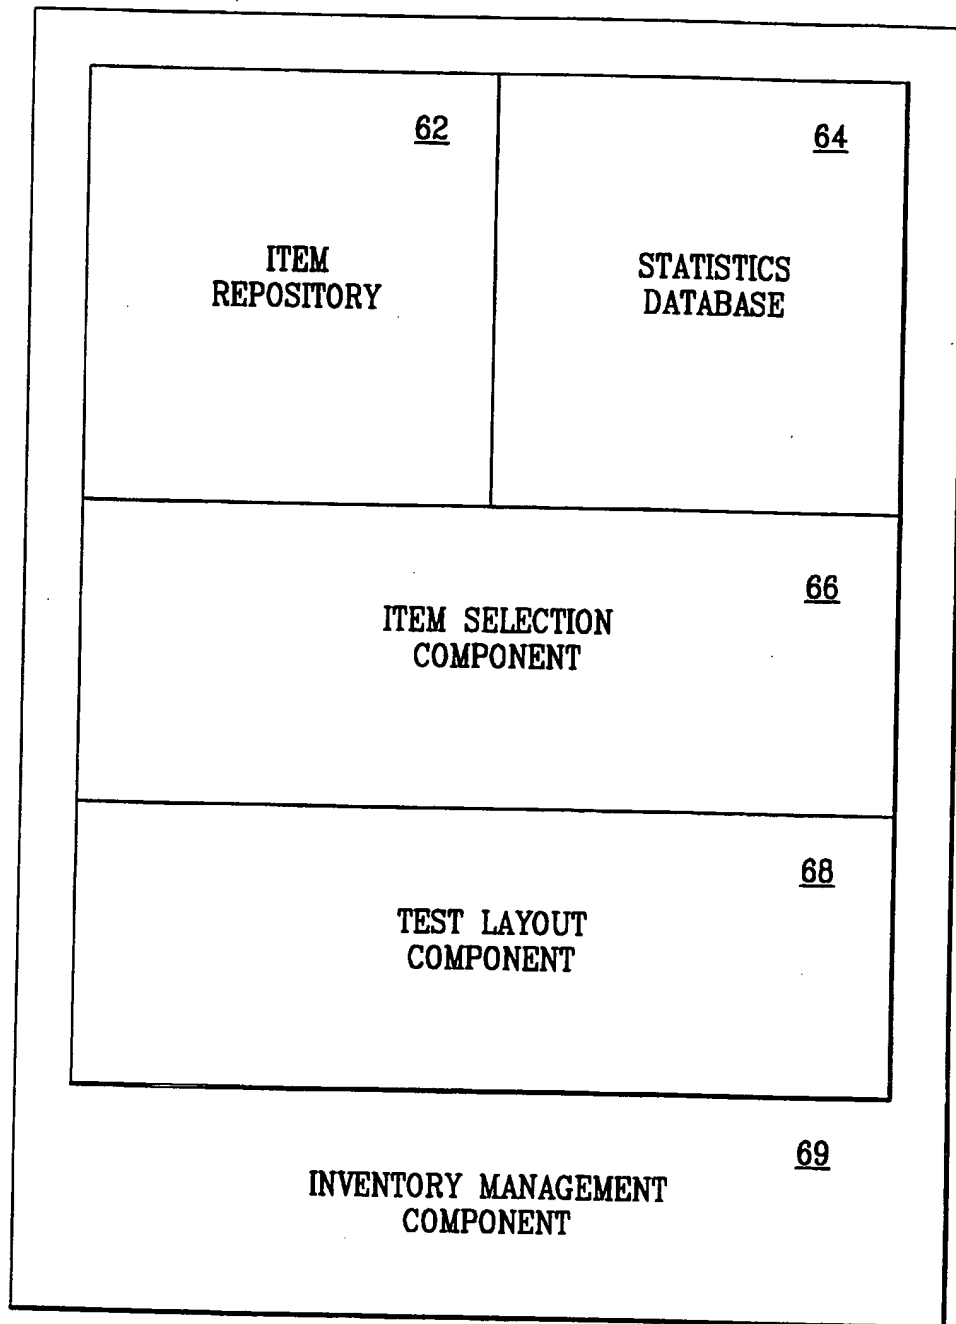 62
ITEM
REPOSITORY
64
STATISTICS
DATABASE
66
ITEM SELECTION
COMPONENT
68
TEST LAYOUT
COMPONENT
69
INVENTORY MANAGEMENT
COMPONENT